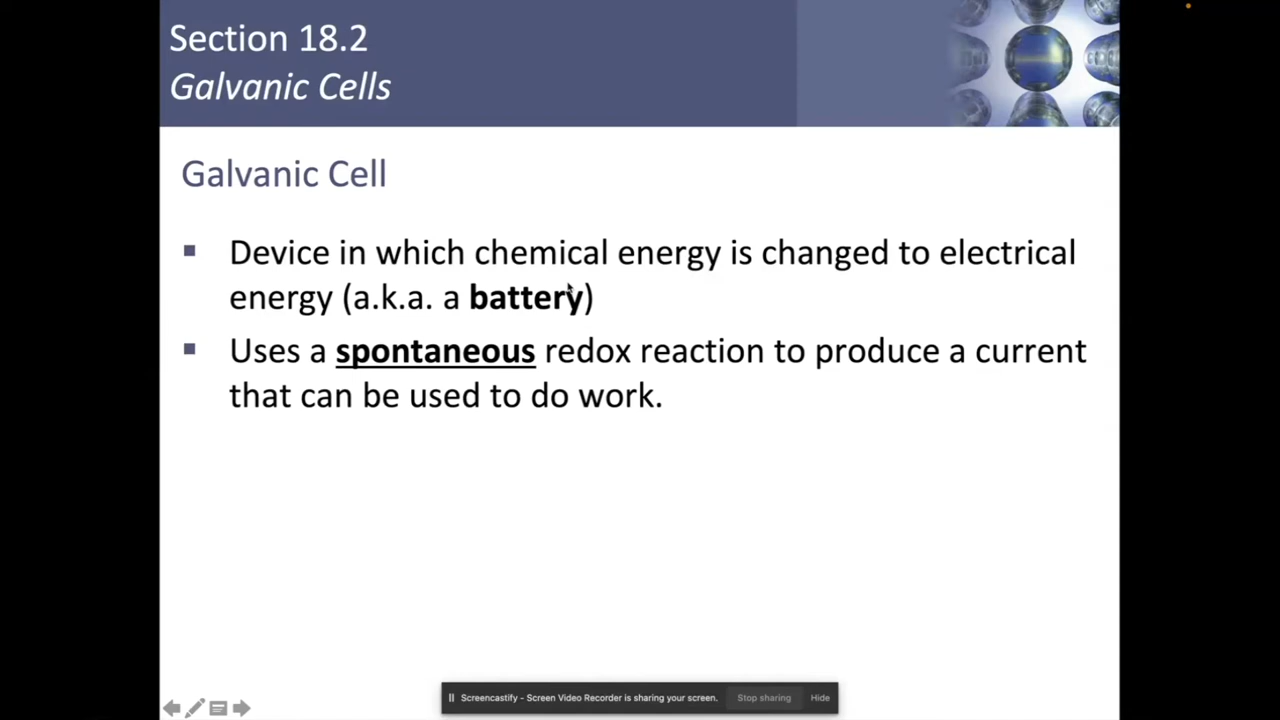 Section 18.2
Galvanic Cells
Galvanic Cell
Device in which chemical energy is changed to electrical
energy (a.k.a. a battery)
Uses a spontaneous redox reaction to produce a current
that can be used to do work.
Screencastify - Screen Video Recorder is sharing your screen. Stop sharing Hide